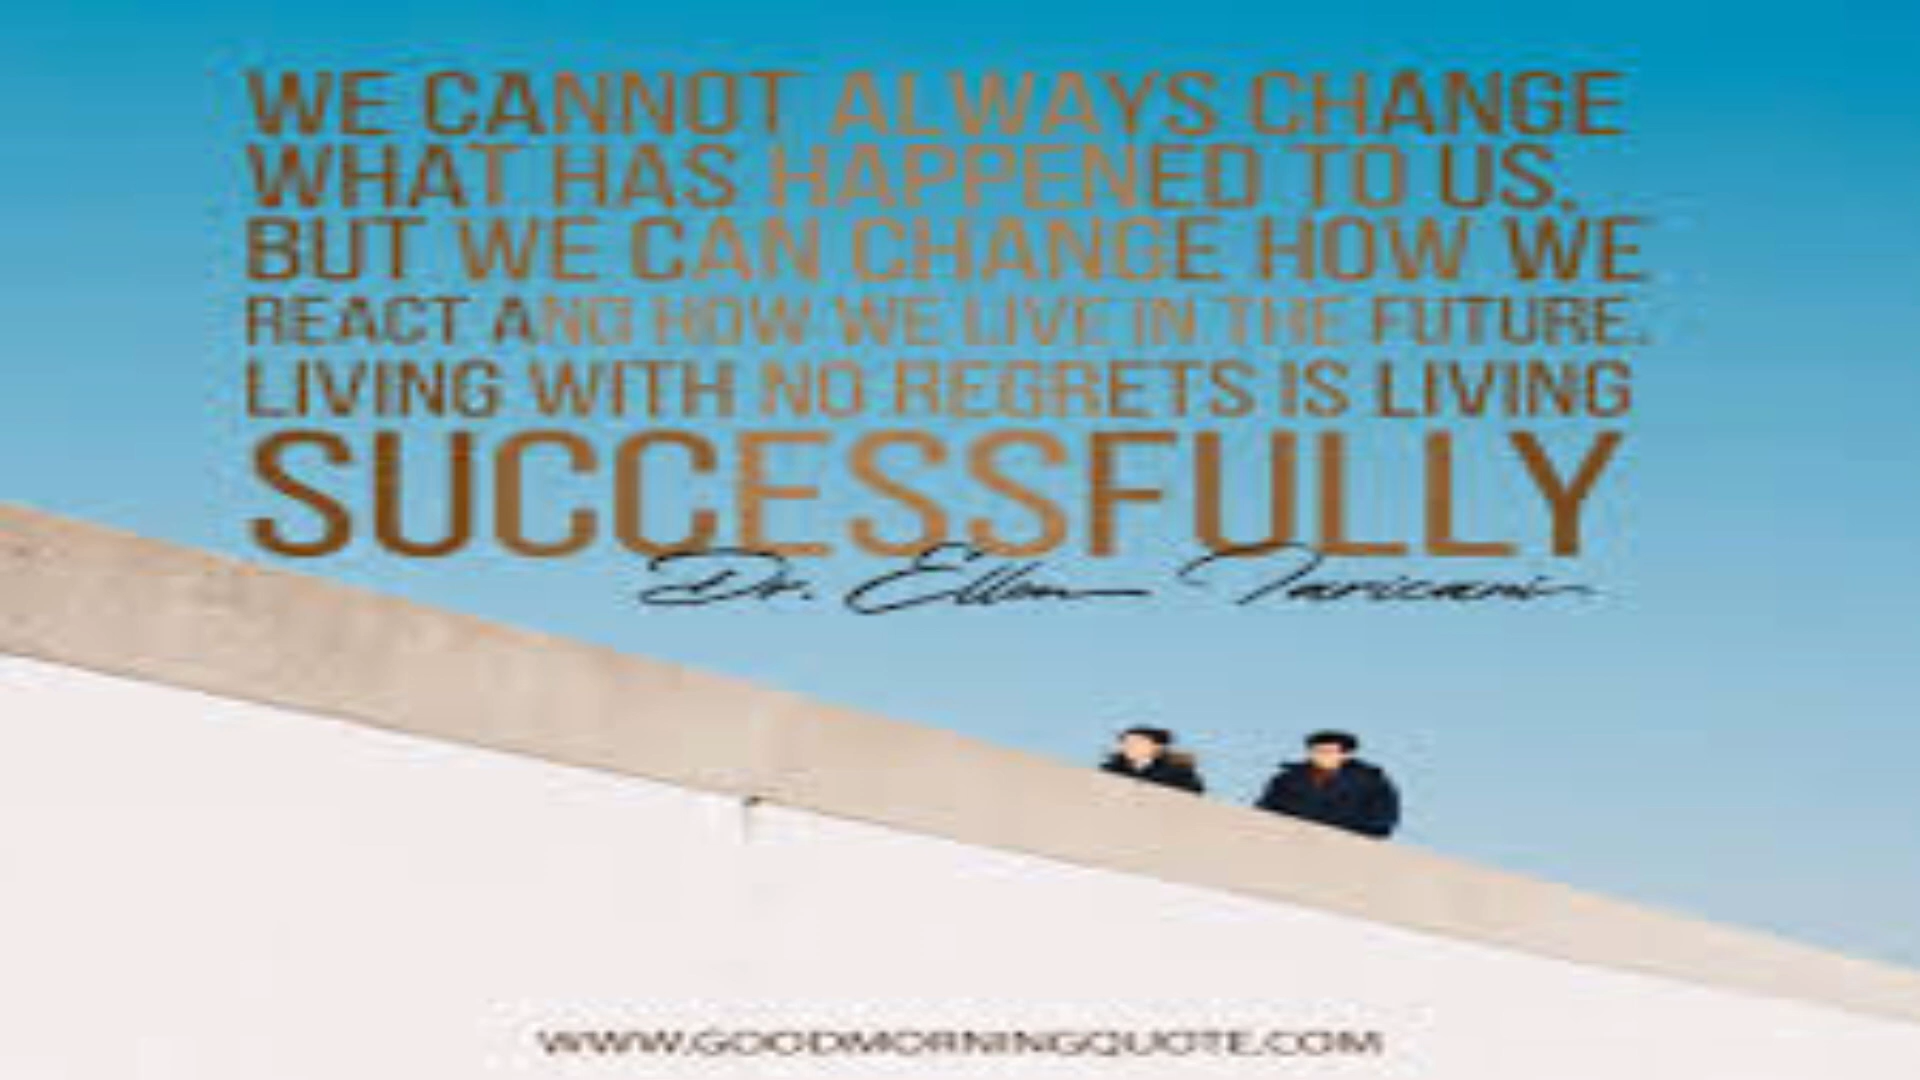 WE CANNOT ALWAYS CHANGE
WHAT HAS HAPPENED TO US,
BUT WE CAN CHANGE HOW WE
REACT AND HOW WE LIVE IN THE FUTURE.
LIVING WITH NO REGRETS IS LIVING
SUCCESSFULLY
Dr. Ellen Taricani
WWW.GOODMORNINGQUOTE.COM